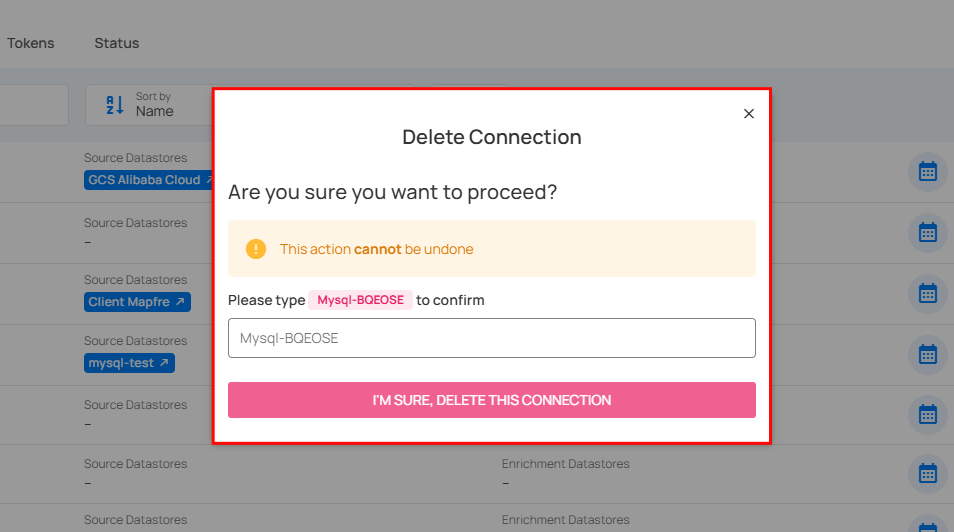 Tokens Status
Sort by
Name
Delete Connection
Source Datastores
GCS Alibaba Cloud
Are you sure you want to proceed?
Source Datastores
–
This action cannot be undone
Source Datastores
Client Mapfre
Please type Mysql-BQEOSE to confirm
Mysql-BQEOSE
Source Datastores
mysql-test
I'M SURE, DELETE THIS CONNECTION
Source Datastores
–
Source Datastores Enrichment Datastores
– –
Source Datastores Enrichment Datastores